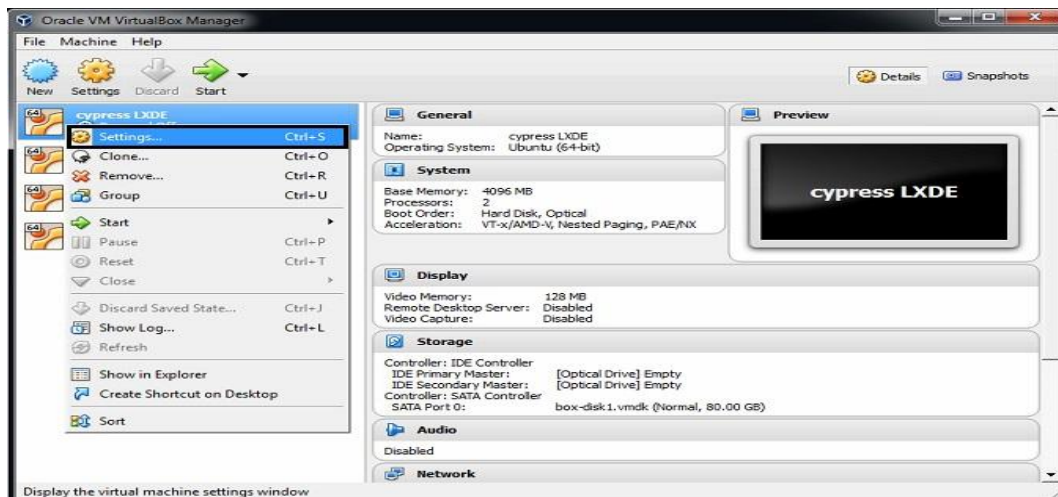 Oracle VM VirtualBox Manager
File Machine Help
New Settings Discard Start
Details Snapshots
64
cypress LXDE
Settings... Ctrl+S
Clone... Ctrl+O
Remove... Ctrl+R
Group Ctrl+U
Start
Pause Ctrl+P
Reset Ctrl+T
Close
Discard Saved State... Ctrl+J
Show Log... Ctrl+L
Refresh
Show in Explorer
Create Shortcut on Desktop
Sort
64
64
64
General
Name: cypress LXDE
Operating System: Ubuntu (64-bit)
System
Base Memory: 4096 MB
Processors: 2
Boot Order: Hard Disk, Optical
Acceleration: VT-x/AMD-V, Nested Paging, PAE/NX
Preview
cypress LXDE
Display
Video Memory: 128 MB
Remote Desktop Server: Disabled
Video Capture: Disabled
Storage
Controller: IDE Controller
IDE Primary Master: [Optical Drive] Empty
IDE Secondary Master: [Optical Drive] Empty
Controller: SATA Controller
SATA Port 0: box-disk1.vmdk (Normal, 80.00 GB)
Audio
Disabled
Network
Display the virtual machine settings window